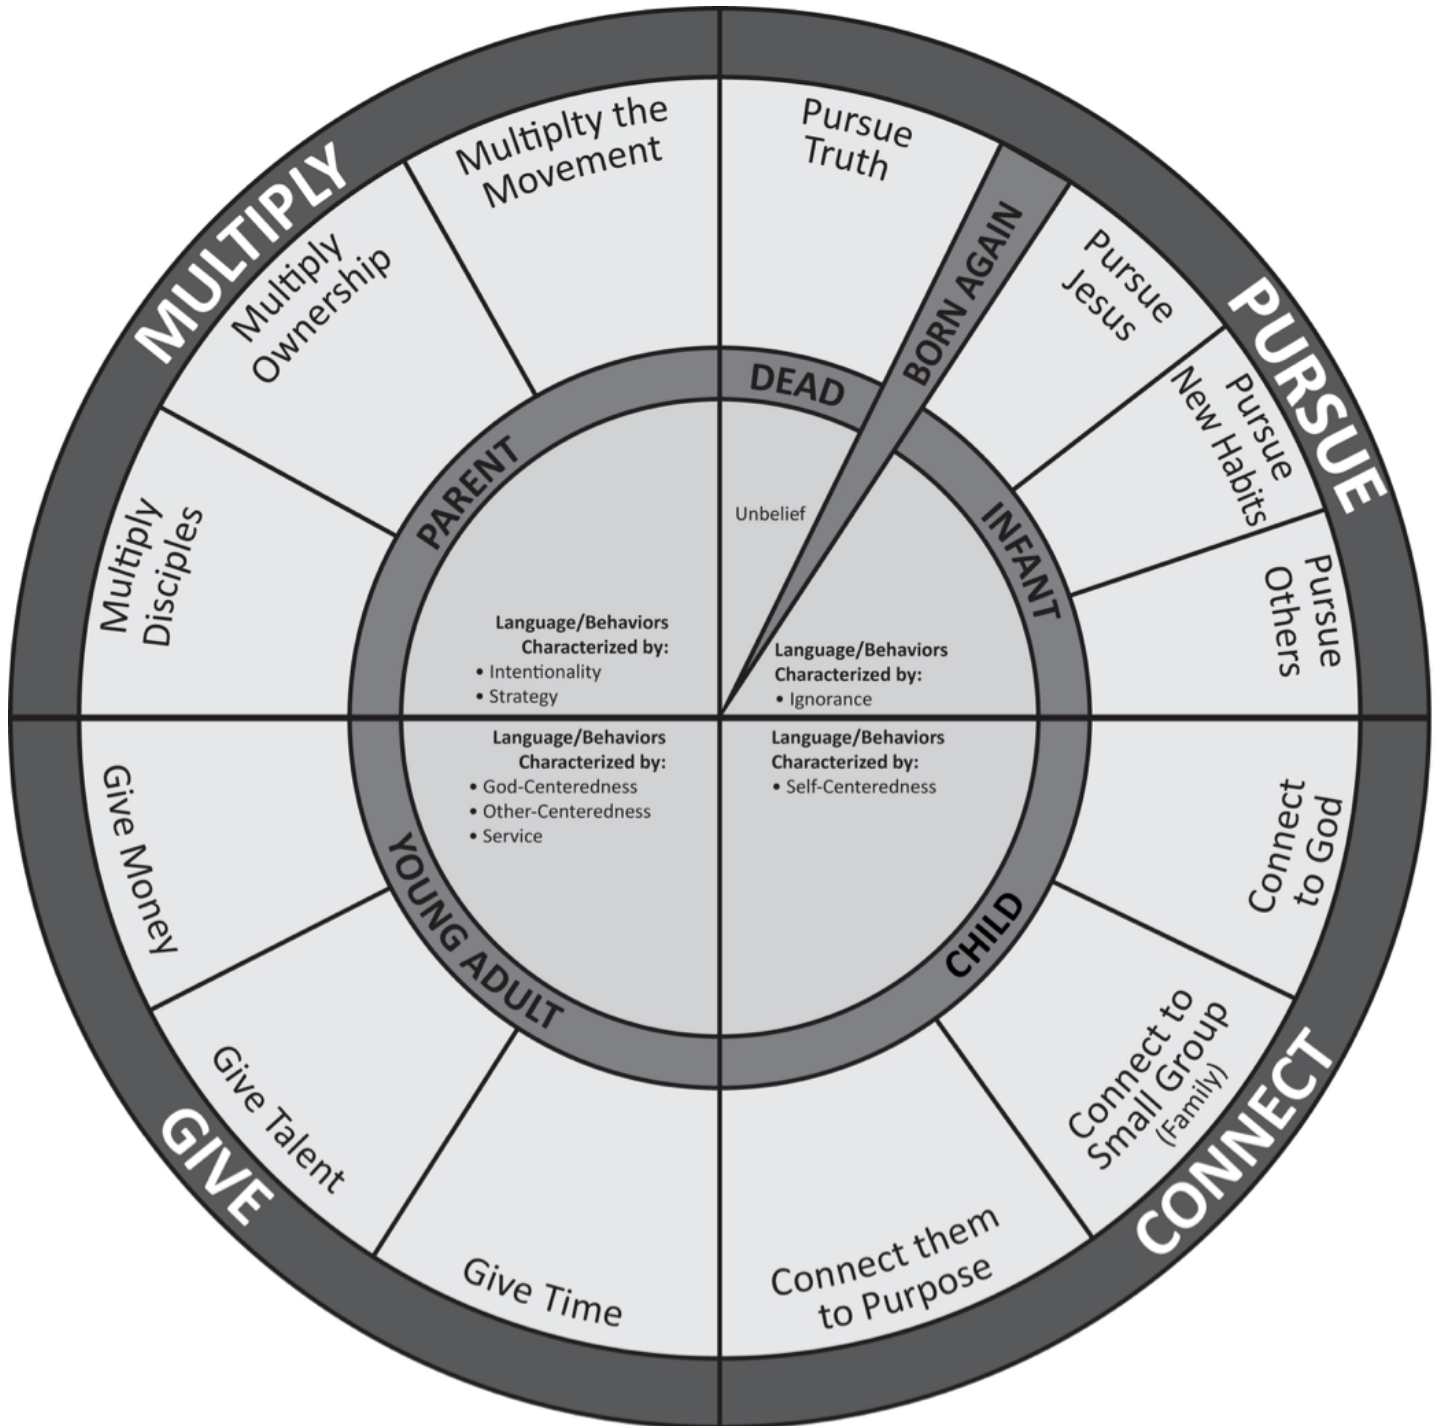 MULTIPLY
Multiplty the
Movement
Multiply
Ownership
Multiply
Disciples
PURSUE
Pursue
Truth
BORN AGAIN
Pursue
Jesus
Pursue
New Habits
Pursue
Others
DEAD
INFANT
PARENT
Unbelief
Language/Behaviors
Characterized by:
• Intentionality
• Strategy
Language/Behaviors
Characterized by:
• Ignorance
Language/Behaviors
Characterized by:
• God-Centeredness
• Other-Centeredness
• Service
Language/Behaviors
Characterized by:
• Self-Centeredness
YOUNG ADULT
CHILD
Connect
to God
Connect to
Small Group
(Family)
Connect them
to Purpose
CONNECT
Give Money
Give Talent
Give Time
GIVE